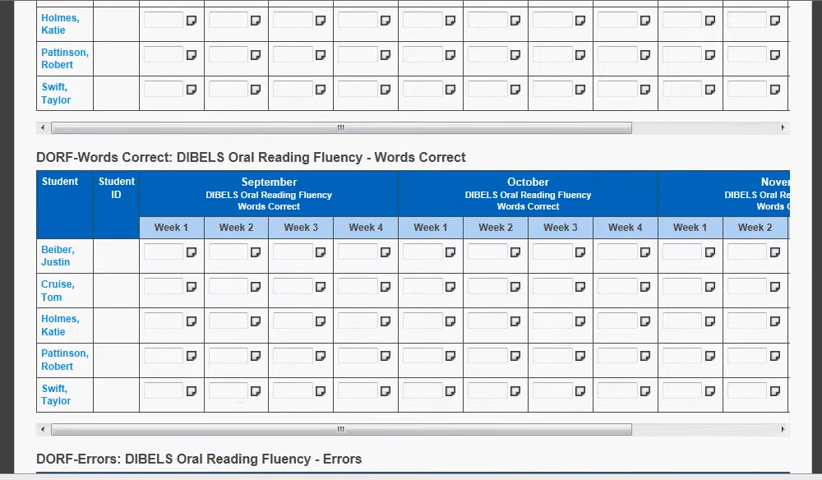 Holmes,
Katie
Pattinson,
Robert
Swift,
Taylor
DORF-Words Correct: DIBELS Oral Reading Fluency - Words Correct
Student Student ID September October Nover
DIBELS Oral Reading Fluency DIBELS Oral Reading Fluency DIBELS Oral Re
Words Correct Words Correct Words C
Week 1 Week 2 Week 3 Week 4 Week 1 Week 2 Week 3 Week 4 Week 1 Week 2
Beiber,
Justin
Cruise,
Tom
Holmes,
Katie
Pattinson,
Robert
Swift,
Taylor
DORF-Errors: DIBELS Oral Reading Fluency - Errors